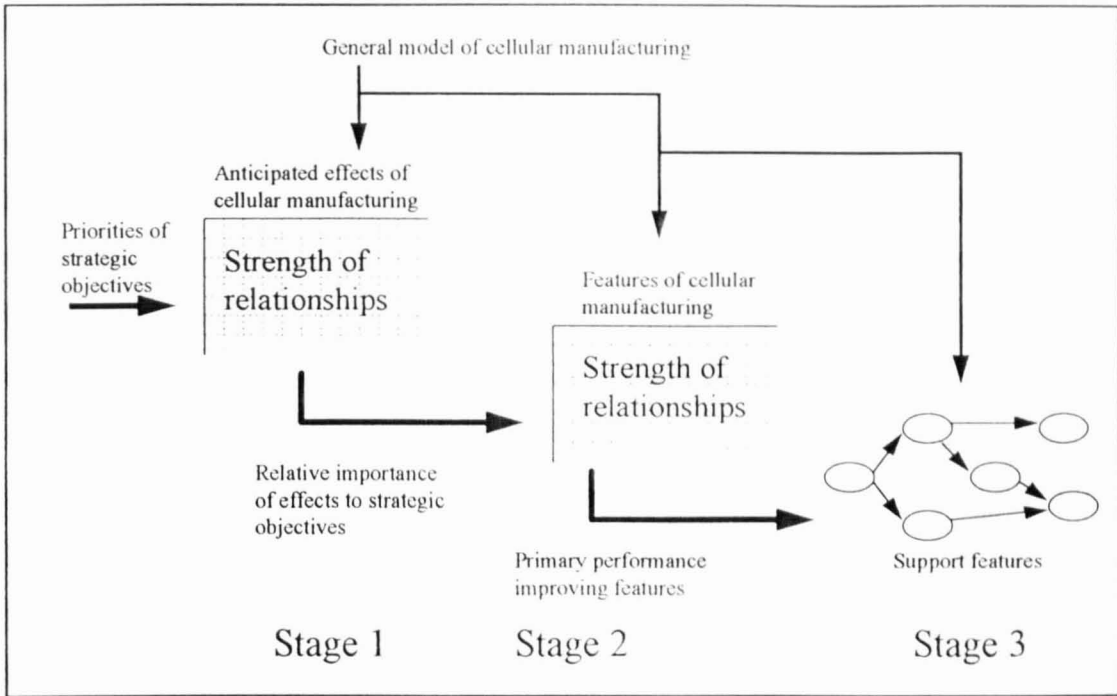 General model of cellular manufacturing
Anticipated effects of
cellular manufacturing
Priorities of
strategic
objectives
Strength of
relationships
Features of cellular
manufacturing
Strength of
relationships
Relative importance
of effects to strategic
objectives
Primary performance
improving features
Support features
Stage 1
Stage 2
Stage 3